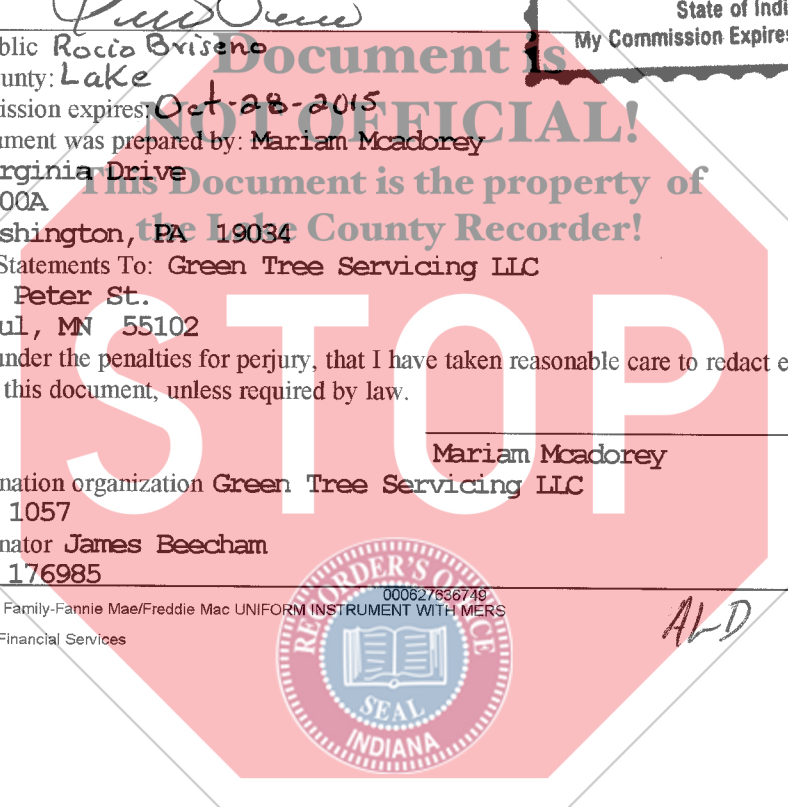 State of Indi
My Commission Expires
blic Rocio Briseno
unty: Lake
ission expires: Oct-28-2015
ument was prepared by: Mariam Mcadorey
rginia Drive
00A
shington, PA 19034
Statements To: Green Tree Servicing LLC
Peter St.
ul, MN 55102
under the penalties for perjury, that I have taken reasonable care to redact e
this document, unless required by law.
Mariam Mcadorey
nation organization Green Tree Servicing LLC
1057
nator James Beecham
176985
000627636749
Family-Fannie Mae/Freddie Mac UNIFORM INSTRUMENT WITH MERS
Financial Services
ALD
Document is
NOT OFFICIAL!
This Document is the property of
the Lake County Recorder!
STOP
RECORDER'S OFFICE
SEAL
INDIANA